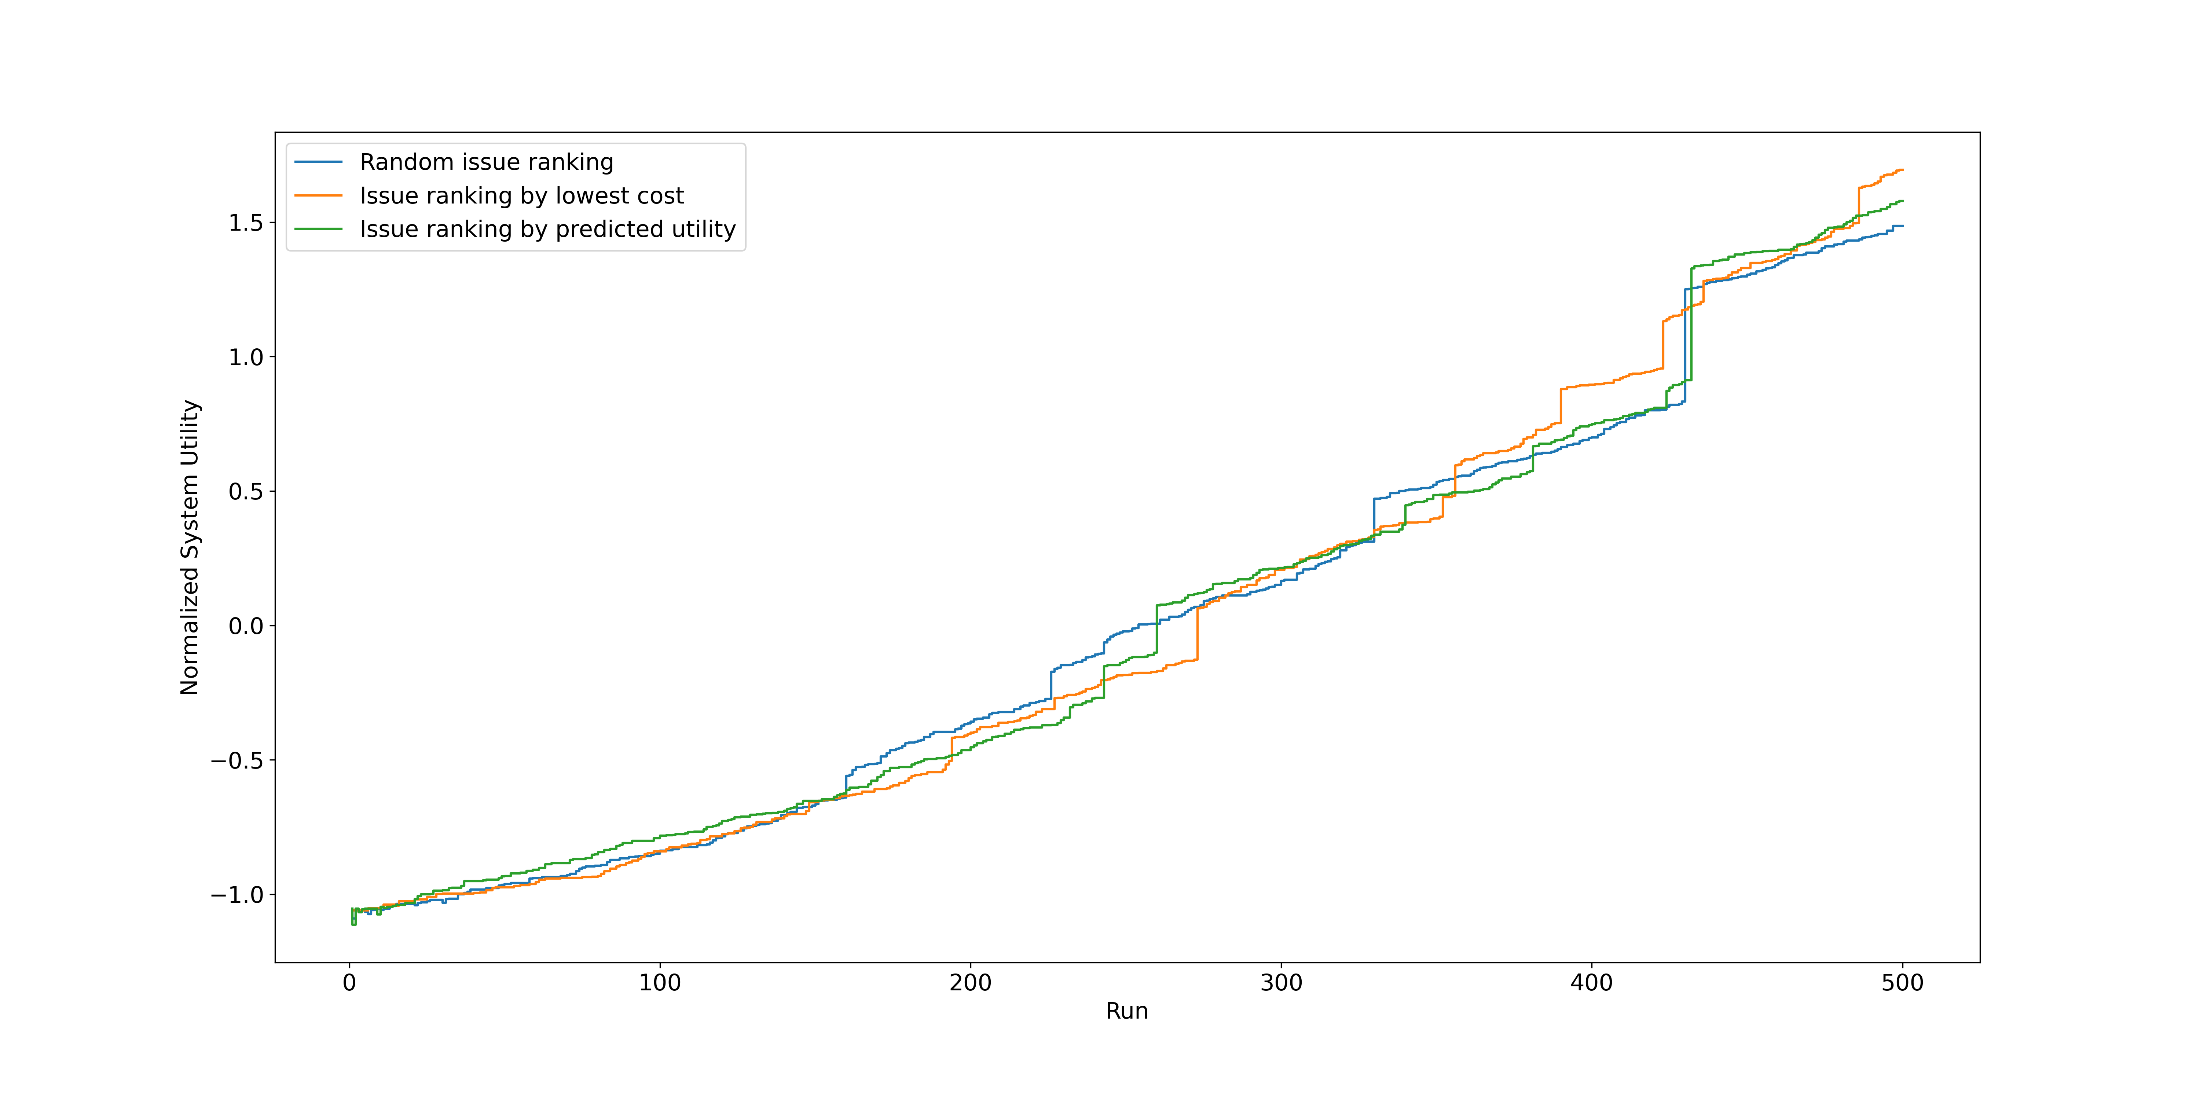 Random issue ranking
Issue ranking by lowest cost
Issue ranking by predicted utility
1.5
1.0
0.5
0.0
−0.5
−1.0
Normalized System Utility
0 100 200 300 400 500
Run